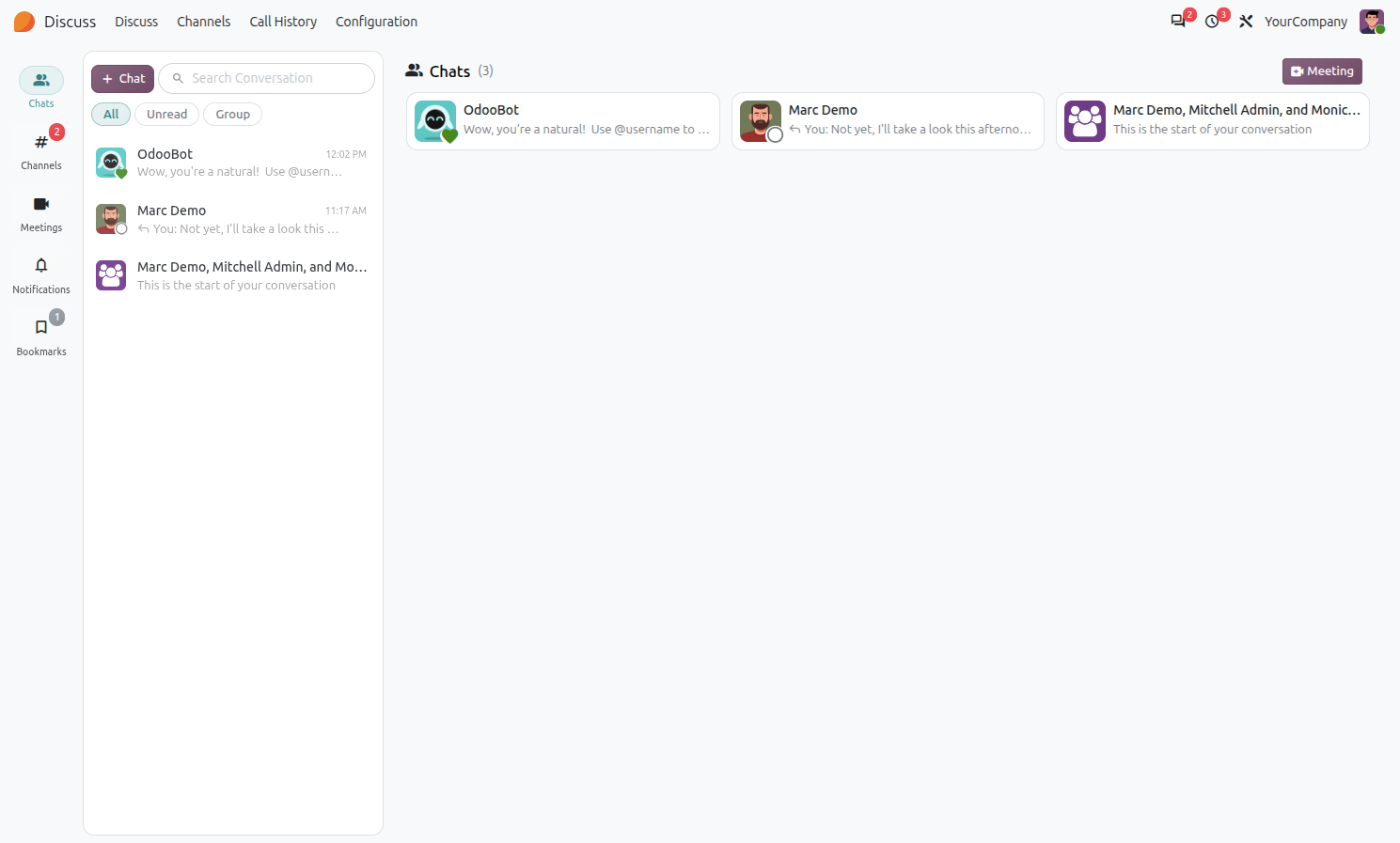 Discuss
Discuss
Channels
Call History
Configuration
2
3
YourCompany
Chats
2
Channels
Meetings
Notifications
1
Bookmarks
+ Chat
Search Conversation
All
Unread
Group
OdooBot
12:02 PM
Wow, you're a natural!  Use @usern…
Marc Demo
11:17 AM
You: Not yet, I'll take a look this …
Marc Demo, Mitchell Admin, and Mo…
This is the start of your conversation
Chats (3)
Meeting
OdooBot
Wow, you're a natural!  Use @username to …
Marc Demo
You: Not yet, I'll take a look this afterno…
Marc Demo, Mitchell Admin, and Monic…
This is the start of your conversation